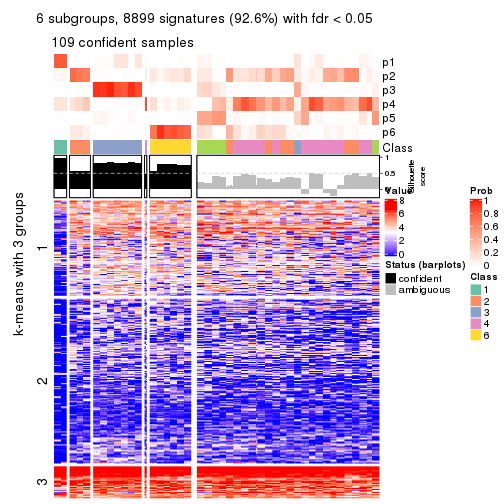 6 subgroups, 8899 signatures (92.6%) with fdr < 0.05
109 confident samples
p1
p2
p3
p4
p5
p6
Class
1
0.5
0
Silhouette
score
k-means with 3 groups
1
2
3
Value
8
6
4
2
0
Status (barplots)
confident
ambiguous
Prob
1
0.8
0.6
0.4
0.2
0
Class
1
2
3
4
6